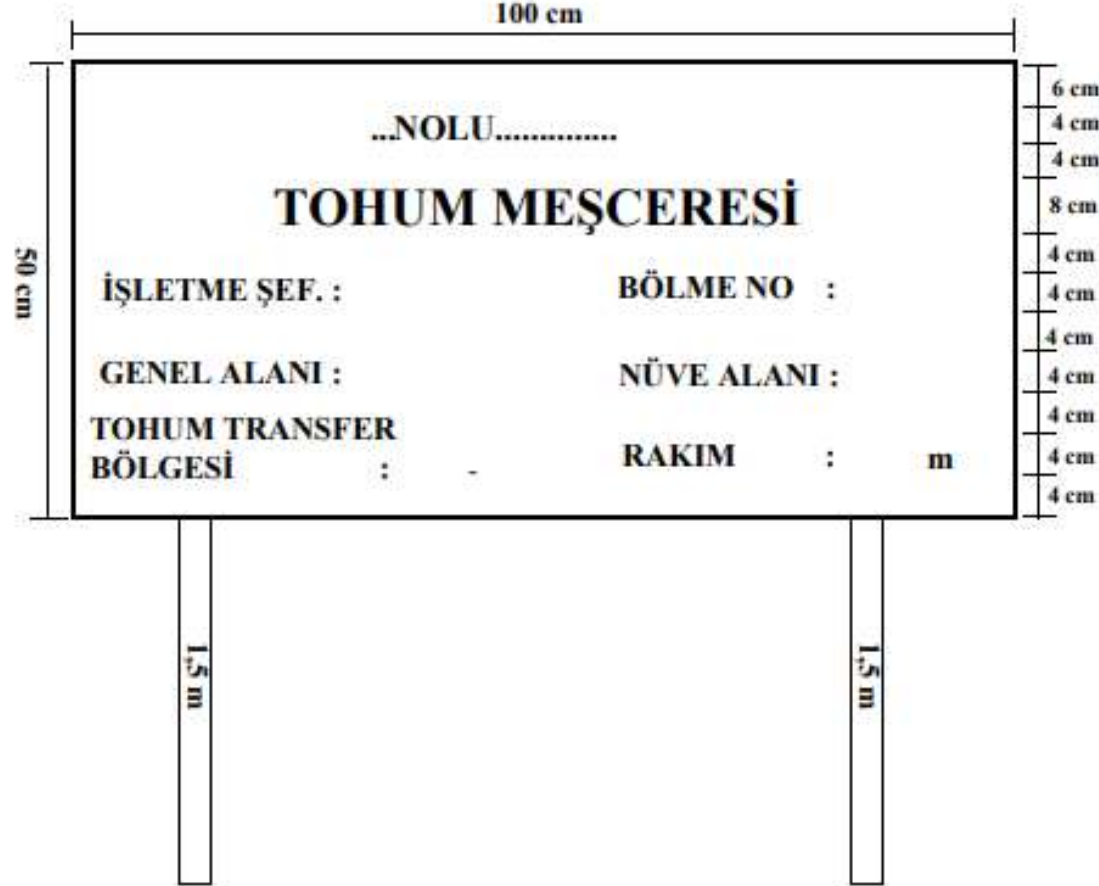 100 cm
6 cm
...NOLU..............
4 cm
4 cm
TOHUM MEŞCERESİ
8 cm
50 cm
4 cm
İŞLETME ŞEF. : BÖLME NO :
4 cm
4 cm
GENEL ALANI : NÜVE ALANI :
4 cm
TOHUM TRANSFER
4 cm
BÖLGESİ : - RAKIM : m
4 cm
4 cm
1,5 m
1,5 m